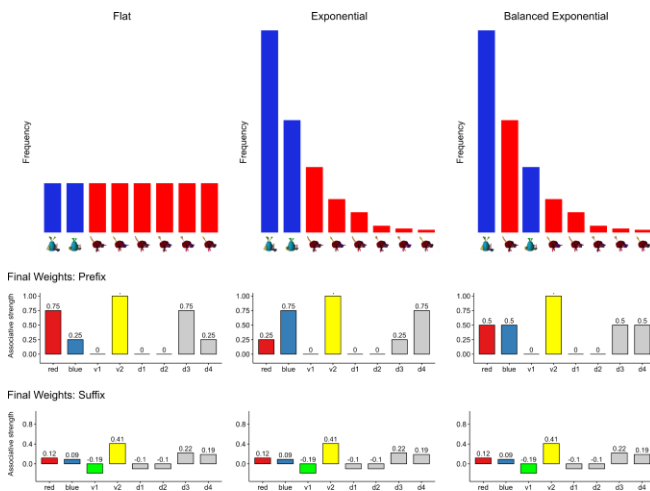 Flat Exponential Balanced Exponential
Frequency Frequency Frequency
Final Weights: Prefix
Associative strength
1.00 1.00 1.00
0.75 0.75 0.75
0.50 0.50 0.50
0.25 0.25 0.25
0.00 0.00 0.00
0.75 0.25 0 0 0 0.75 0.25
0.25 0.75 0 0 0 0.25 0.75
0.5 0.5 0 0 0 0.5 0.5
red blue v1 v2 d1 d2 d3 d4 red blue v1 v2 d1 d2 d3 d4 red blue v1 v2 d1 d2 d3 d4
Final Weights: Suffix
Associative strength
0.8 0.8 0.8
0.4 0.4 0.4
0.0 0.0 0.0
0.12 0.09 -0.19 0.41 -0.1 -0.1 0.22 0.19
0.12 0.09 -0.19 0.41 -0.1 -0.1 0.22 0.19
0.12 0.09 -0.19 0.41 -0.1 -0.1 0.22 0.19
red blue v1 v2 d1 d2 d3 d4 red blue v1 v2 d1 d2 d3 d4 red blue v1 v2 d1 d2 d3 d4